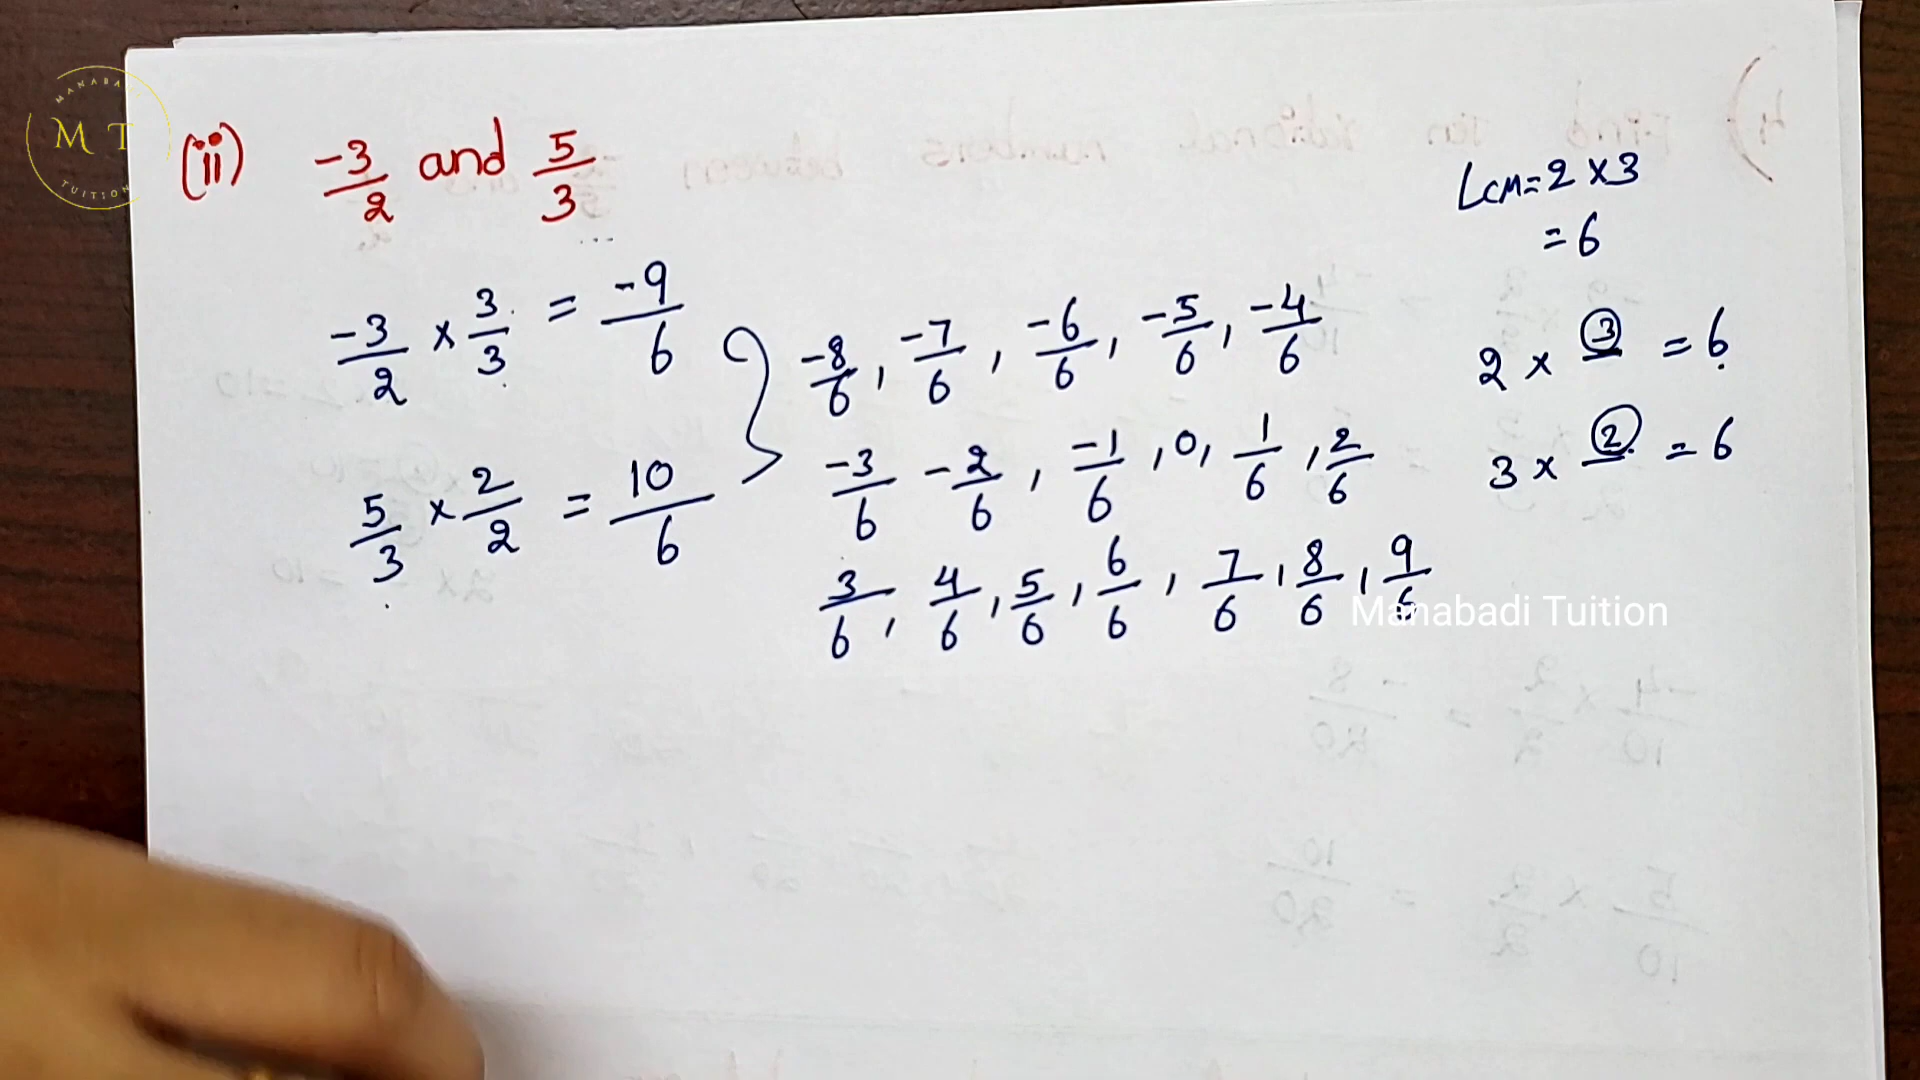 MANABA
M T
TUITION
(ii) -3/2 and 5/3
LCM = 2 × 3
= 6
-3/2 × 3/3 = -9/6
-8/6, -7/6, -6/6, -5/6, -4/6
2 × 3 = 6
5/3 × 2/2 = 10/6
-3/6 -2/6, -1/6, 0, 1/6, 2/6
3 × 2 = 6
3/6, 4/6, 5/6, 6/6, 7/6, 8/6, 9/6
Manabadi Tuition